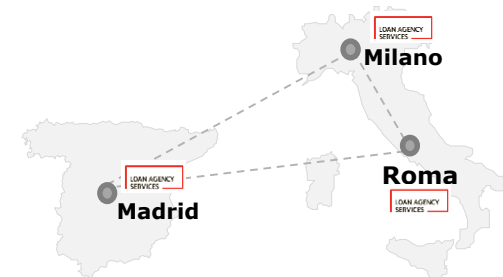 LOAN AGENCY
SERVICES
Milano
LOAN AGENCY
SERVICES
Madrid
Roma
LOAN AGENCY
SERVICES